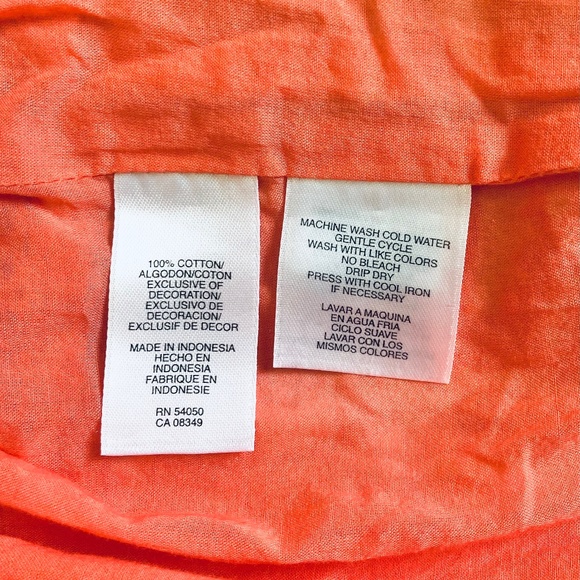 100% COTTON/
ALGODON/COTON
EXCLUSIVE OF
DECORATION/
EXCLUSIVO DE
DECORACION/
EXCLUSIF DE DECOR
MADE IN INDONESIA
HECHO EN
INDONESIA
FABRIQUE EN
INDONESIE
RN 54050
CA 08349
MACHINE WASH COLD WATER
GENTLE CYCLE
WASH WITH LIKE COLORS
NO BLEACH
DRIP DRY
PRESS WITH COOL IRON
IF NECESSARY
LAVAR A MAQUINA
EN AGUA FRIA
CICLO SUAVE
LAVAR CON LOS
MISMOS COLORES